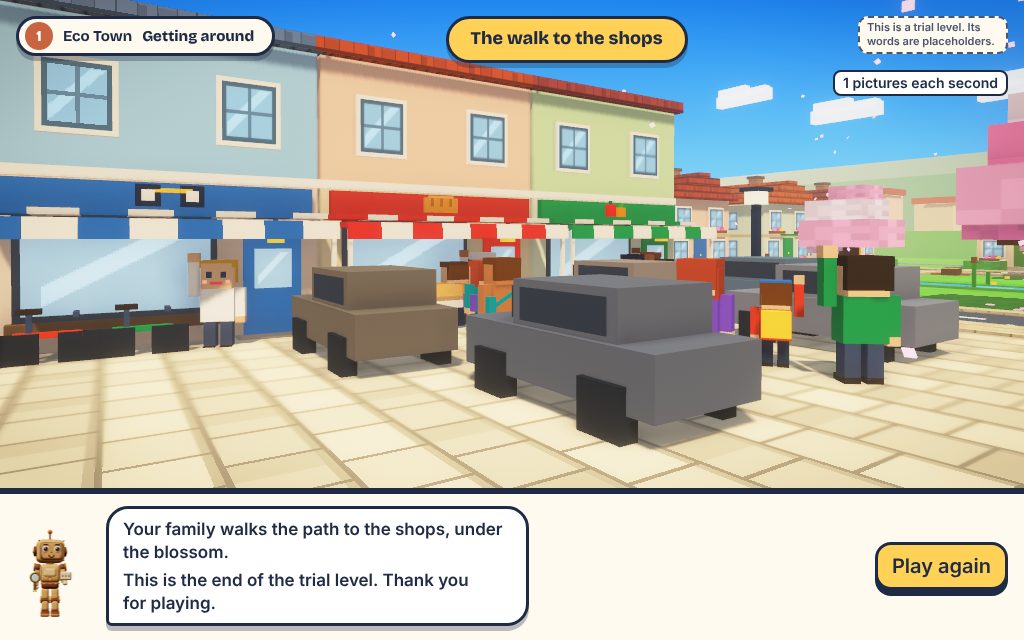 1 Eco Town Getting around
The walk to the shops
This is a trial level. Its
words are placeholders.
1 pictures each second
Your family walks the path to the shops, under
the blossom.
This is the end of the trial level. Thank you
for playing.
Play again